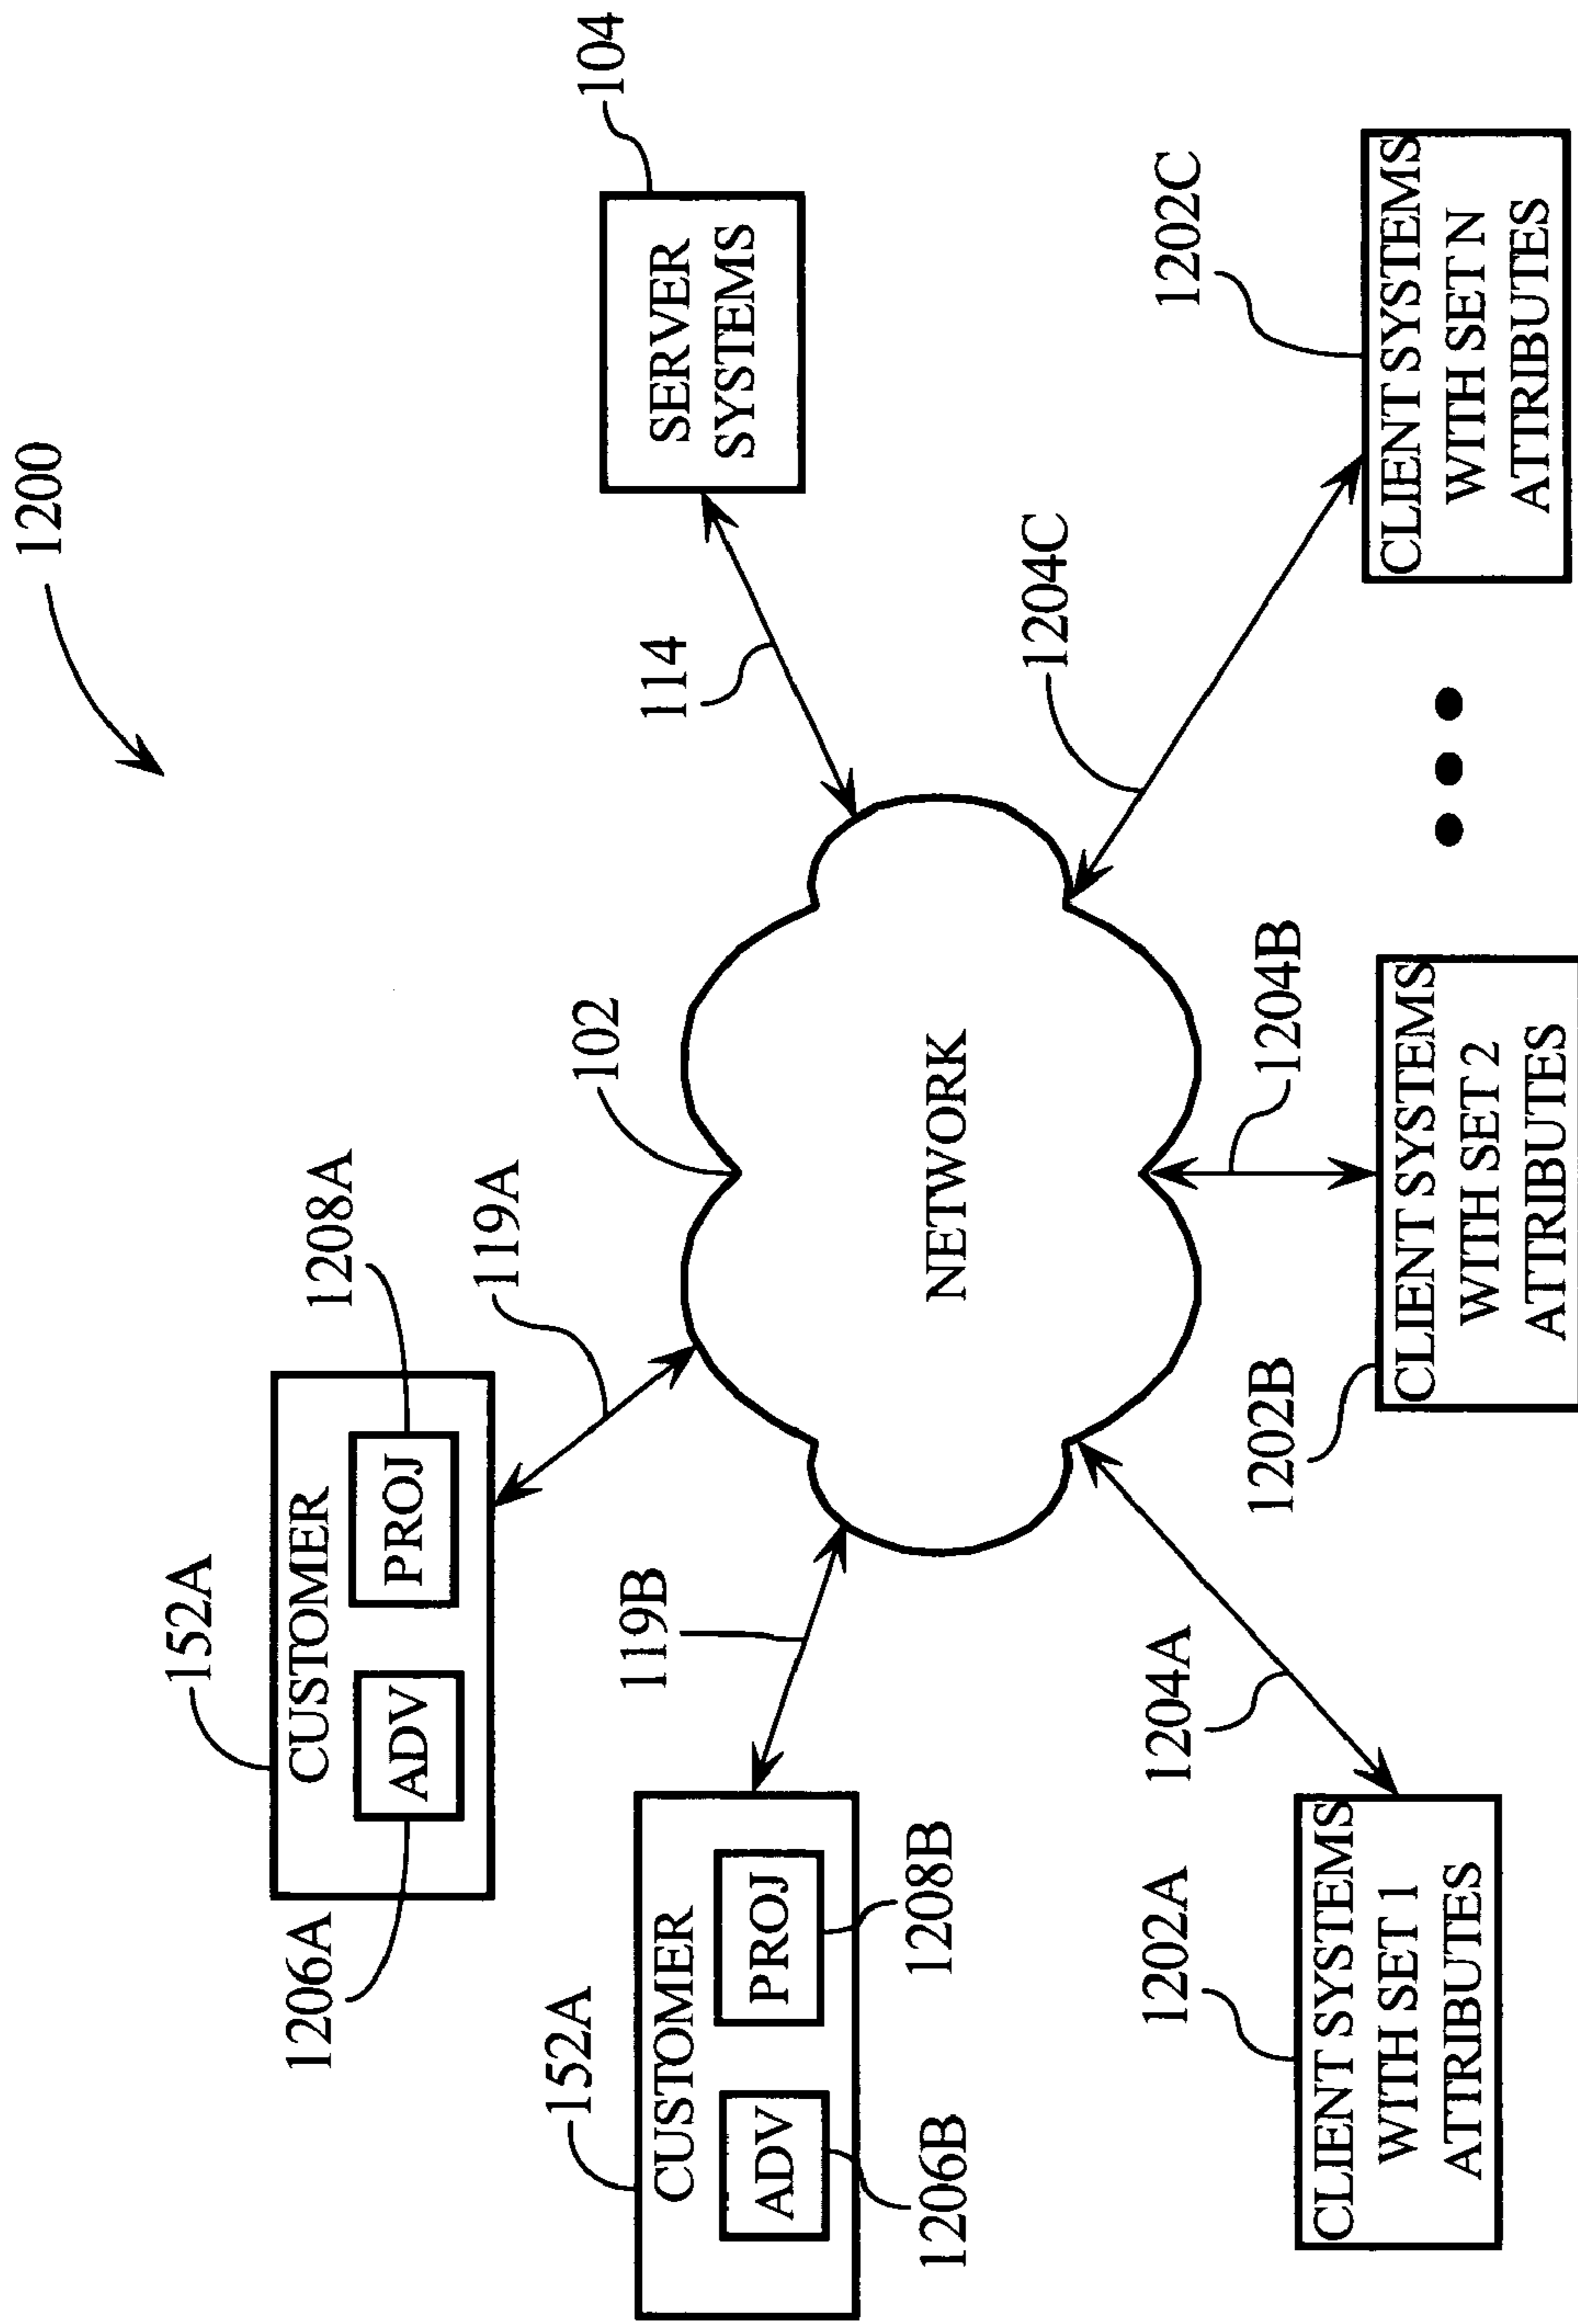 1200
152A
CUSTOMER
ADV
PROJ
1206A
1208A
119A
152A
CUSTOMER
ADV
PROJ
1206B
1208B
119B
102
NETWORK
114
SERVER
SYSTEMS
104
1204A
1202A
CLIENT SYSTEMS
WITH SET 1
ATTRIBUTES
1204B
1202B
CLIENT SYSTEMS
WITH SET 2
ATTRIBUTES
1204C
1202C
CLIENT SYSTEMS
WITH SET N
ATTRIBUTES